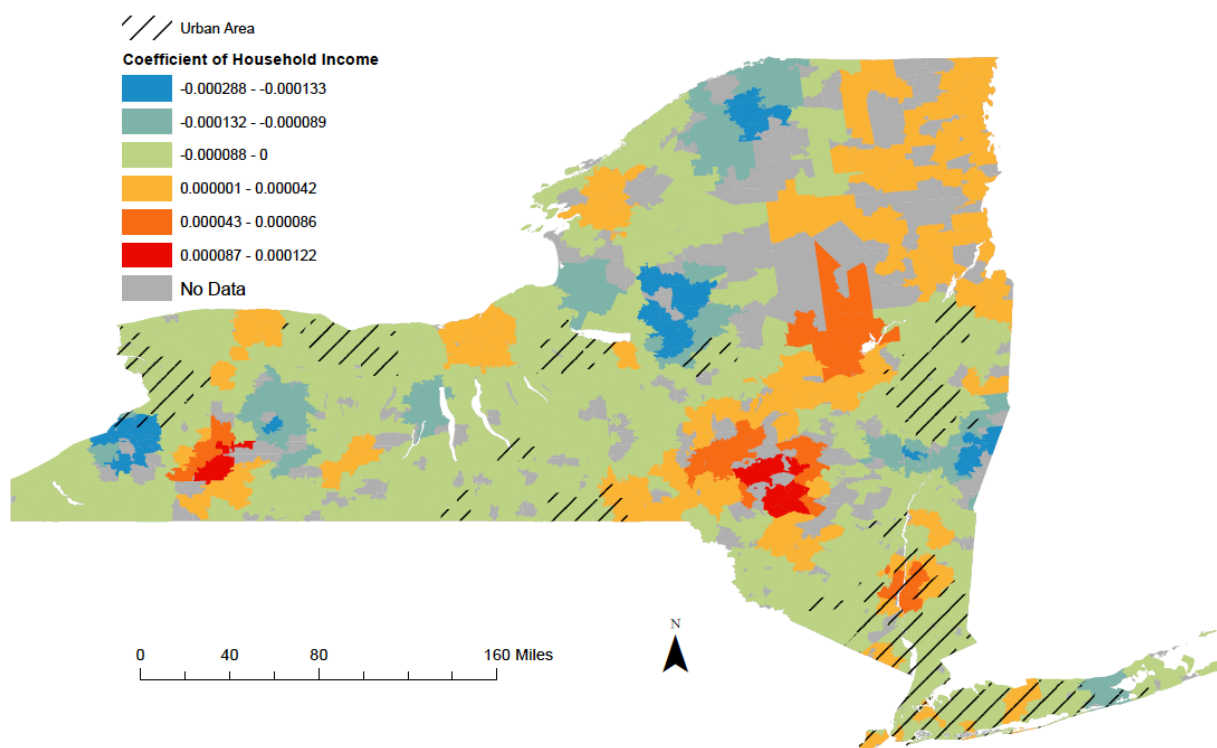 Urban Area
Coefficient of Household Income
-0.000288 - -0.000133
-0.000132 - -0.000089
-0.000088 - 0
0.000001 - 0.000042
0.000043 - 0.000086
0.000087 - 0.000122
No Data
N
0 40 80 160 Miles